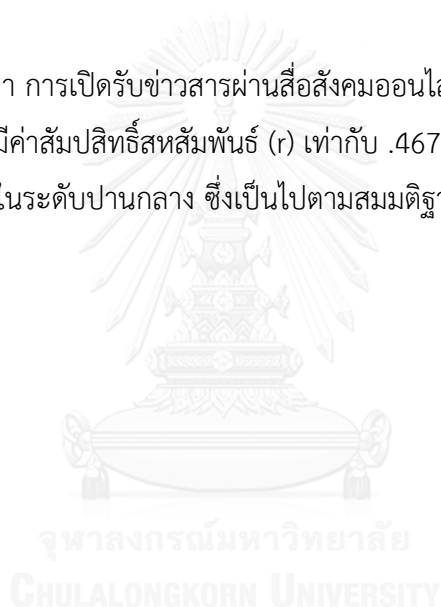 า การเปิดรับข่าวสารผ่านสื่อสังคมออนไล
มีค่าสัมปสิทธิ์สหสัมพันธ์ (r) เท่ากับ .467
ในระดับปานกลาง ซึ่งเป็นไปตามสมมติฐา
จุฬาลงกรณ์มหาวิทยาลัย
CHULALONGKORN UNIVERSITY